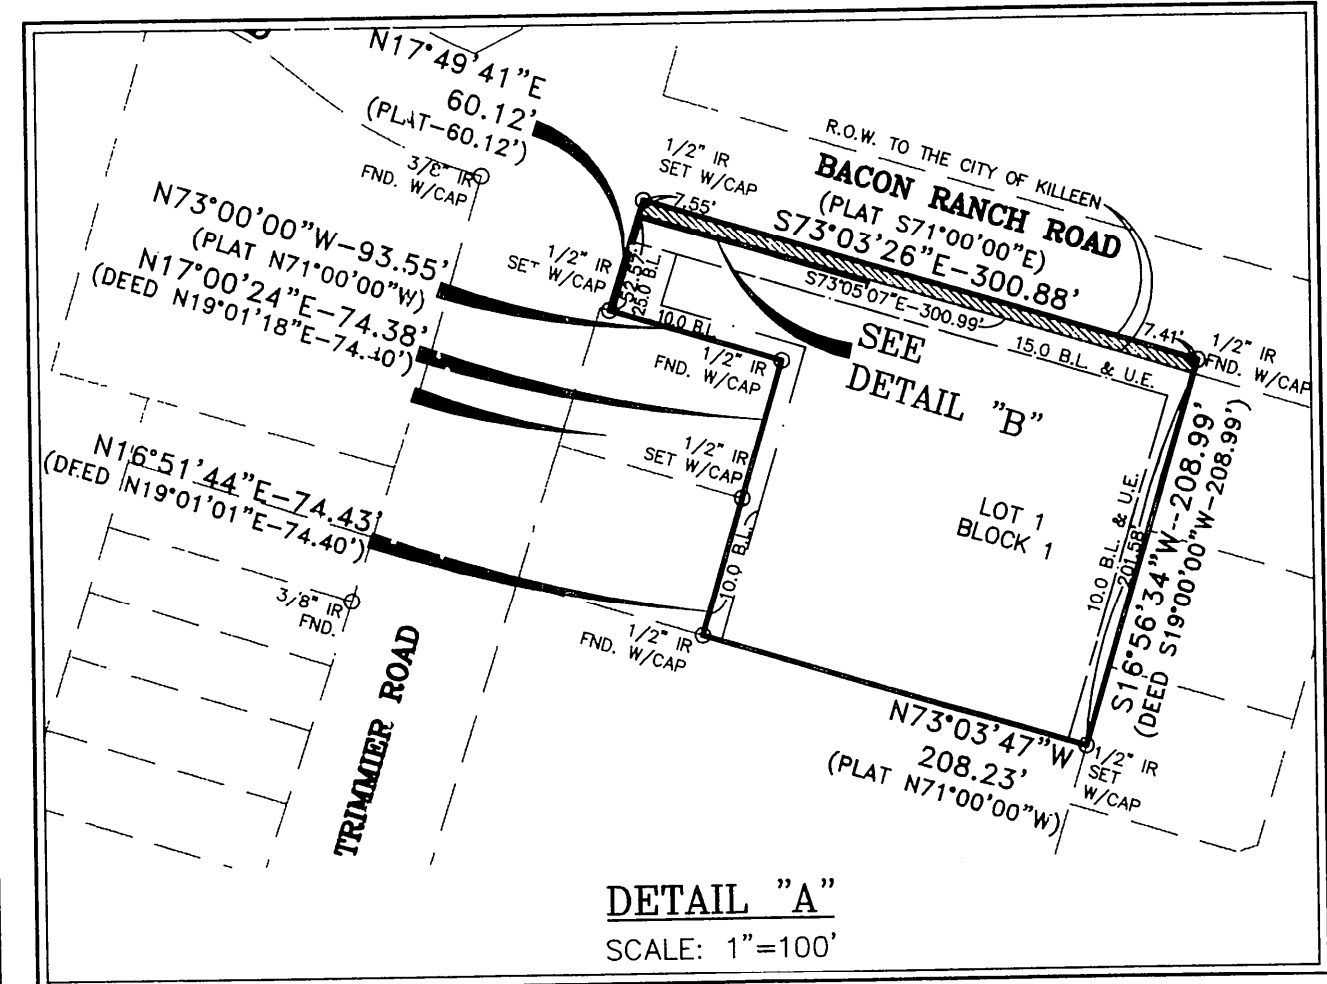 N17°49'41"E
60.12'
(PLAT-60.12')
3/8" IR
FND. W/CAP
1/2" IR
SET W/CAP
R.O.W. TO THE CITY OF KILLEEN
BACON RANCH ROAD
(PLAT S71°00'00"E)
S73°03'26"E-300.88'
7.55'
S73°05'07"E-300.99'
7.41'
1/2" IR
FND. W/CAP
15.0 B.L. & U.E.
N73°00'00"W-93.55'
(PLAT N71°00'00"W)
N17°00'24"E-74.38'
(DEED N19°01'18"E-74.40')
1/2" IR
SET W/CAP
52.57'
25.0 B.L.
10.0 B.L.
1/2" IR
FND. W/CAP
SEE
DETAIL "B"
1/2" IR
SET W/CAP
N16°51'44"E-74.43'
(DEED N19°01'01"E-74.40')
LOT 1
BLOCK 1
10.0 B.L.
10.0 B.L. & U.E.
201.58'
S16°56'34"W--208.99'
(DEED S19°00'00"W-208.99')
3/8" IR
FND.
1/2" IR
FND. W/CAP
TRIMMIER ROAD
N73°03'47"W
208.23'
(PLAT N71°00'00"W)
1/2" IR
SET
W/CAP
DETAIL "A"
SCALE: 1"=100'